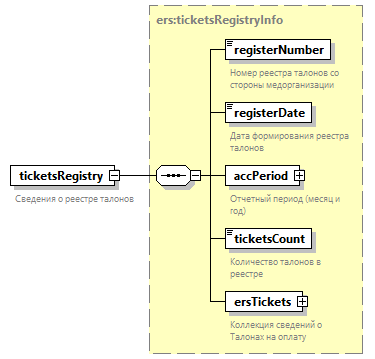 ers:ticketsRegistryInfo
registerNumber
Номер реестра талонов со
стороны медорганизации
registerDate
Дата формирования реестра
талонов
ticketsRegistry
Сведения о реестре талонов
accPeriod
Отчетный период (месяц и
год)
ticketsCount
Количество талонов в
реестре
ersTickets
Коллекция сведений о
Талонах на оплату